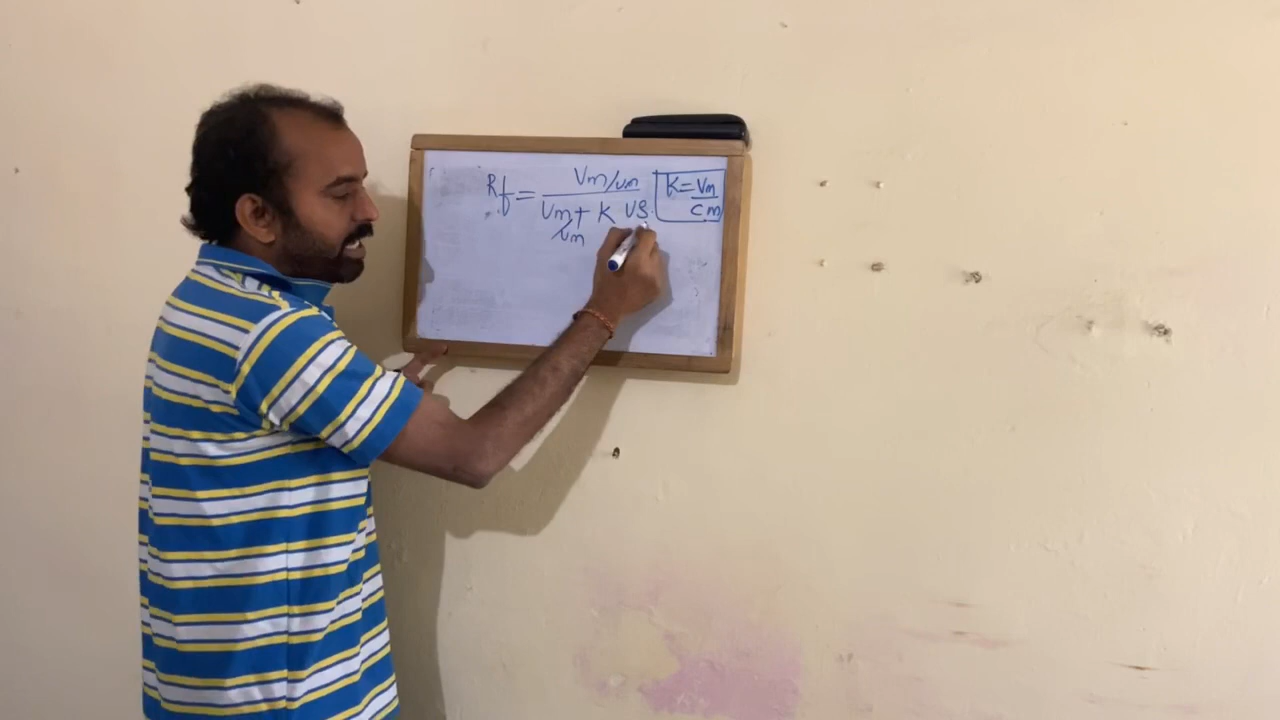 Rf = Vm/vm
Vm + K VS
vm
K = Vm
Cm